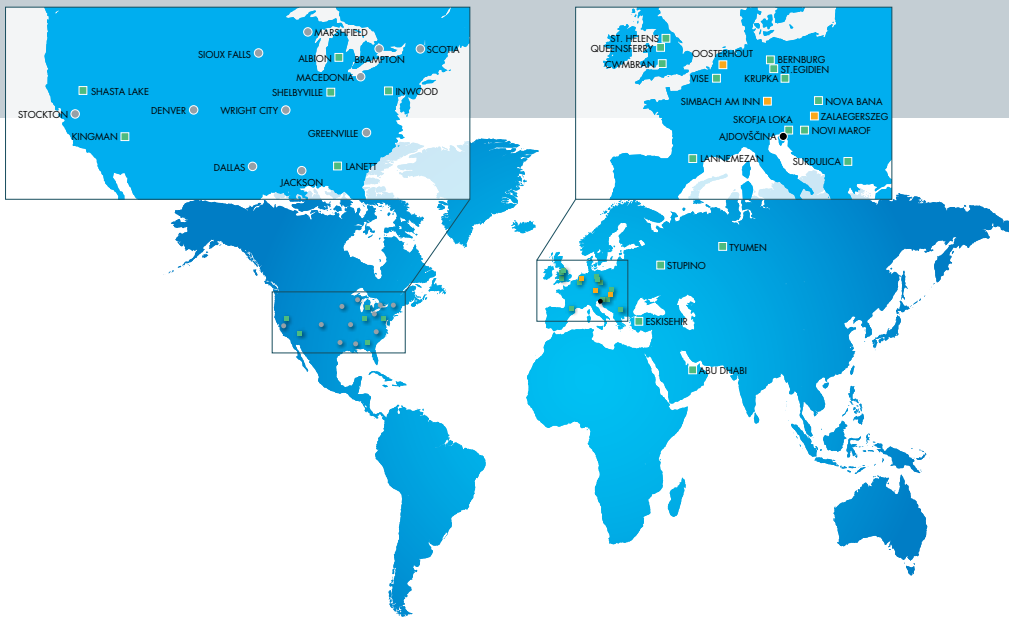 MARSHFIELD
SIOUX FALLS
ALBION
BRAMPTON
SCOTIA
MACEDONIA
SHASTA LAKE
SHELBYVILLE
INWOOD
STOCKTON
DENVER
WRIGHT CITY
KINGMAN
GREENVILLE
DALLAS
LANETT
JACKSON
ST. HELENS
QUEENSFERRY
OOSTERHOUT
CWMBRAN
BERNBURG
ST.EGIDIEN
VISE
KRUPKA
SIMBACH AM INN
NOVA BANA
SKOFJA LOKA
ZALAEGERSZEG
AJDOVŠČINA
NOVI MAROF
LANNEMEZAN
SURDULICA
TYUMEN
STUPINO
ESKISEHIR
ABU DHABI